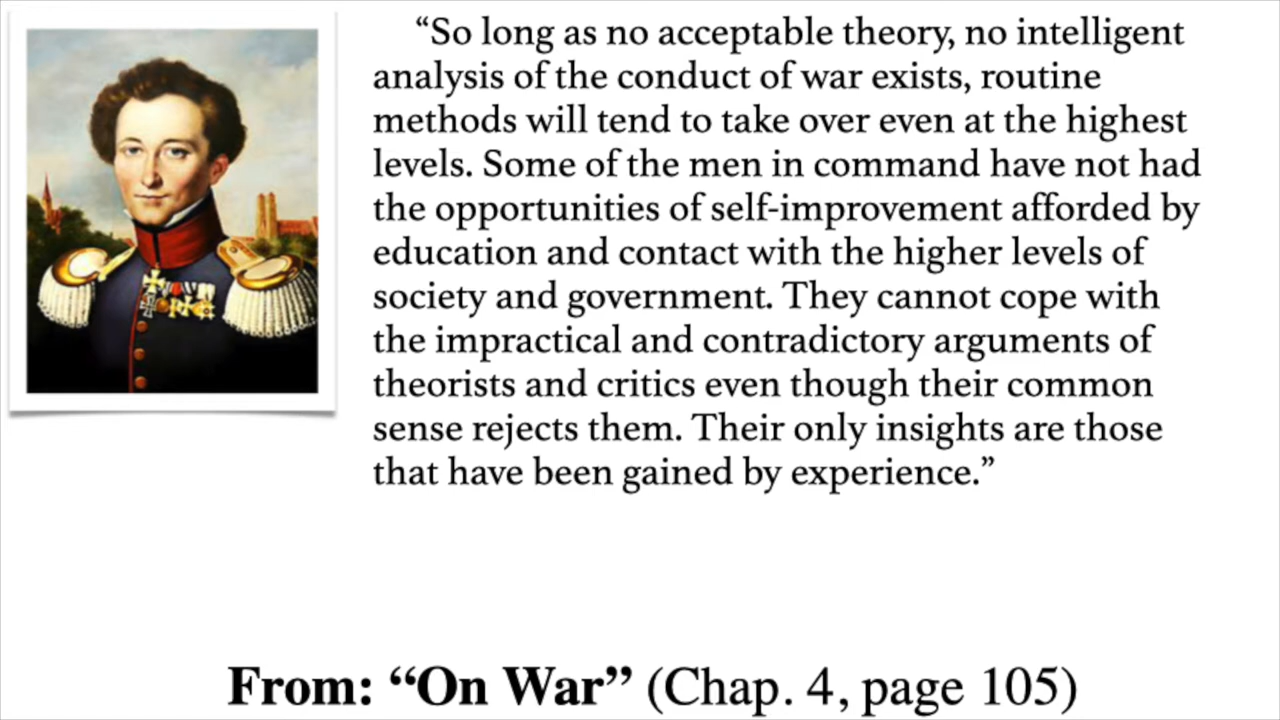 “So long as no acceptable theory, no intelligent
analysis of the conduct of war exists, routine
methods will tend to take over even at the highest
levels. Some of the men in command have not had
the opportunities of self-improvement afforded by
education and contact with the higher levels of
society and government. They cannot cope with
the impractical and contradictory arguments of
theorists and critics even though their common
sense rejects them. Their only insights are those
that have been gained by experience.”
From: “On War” (Chap. 4, page 105)